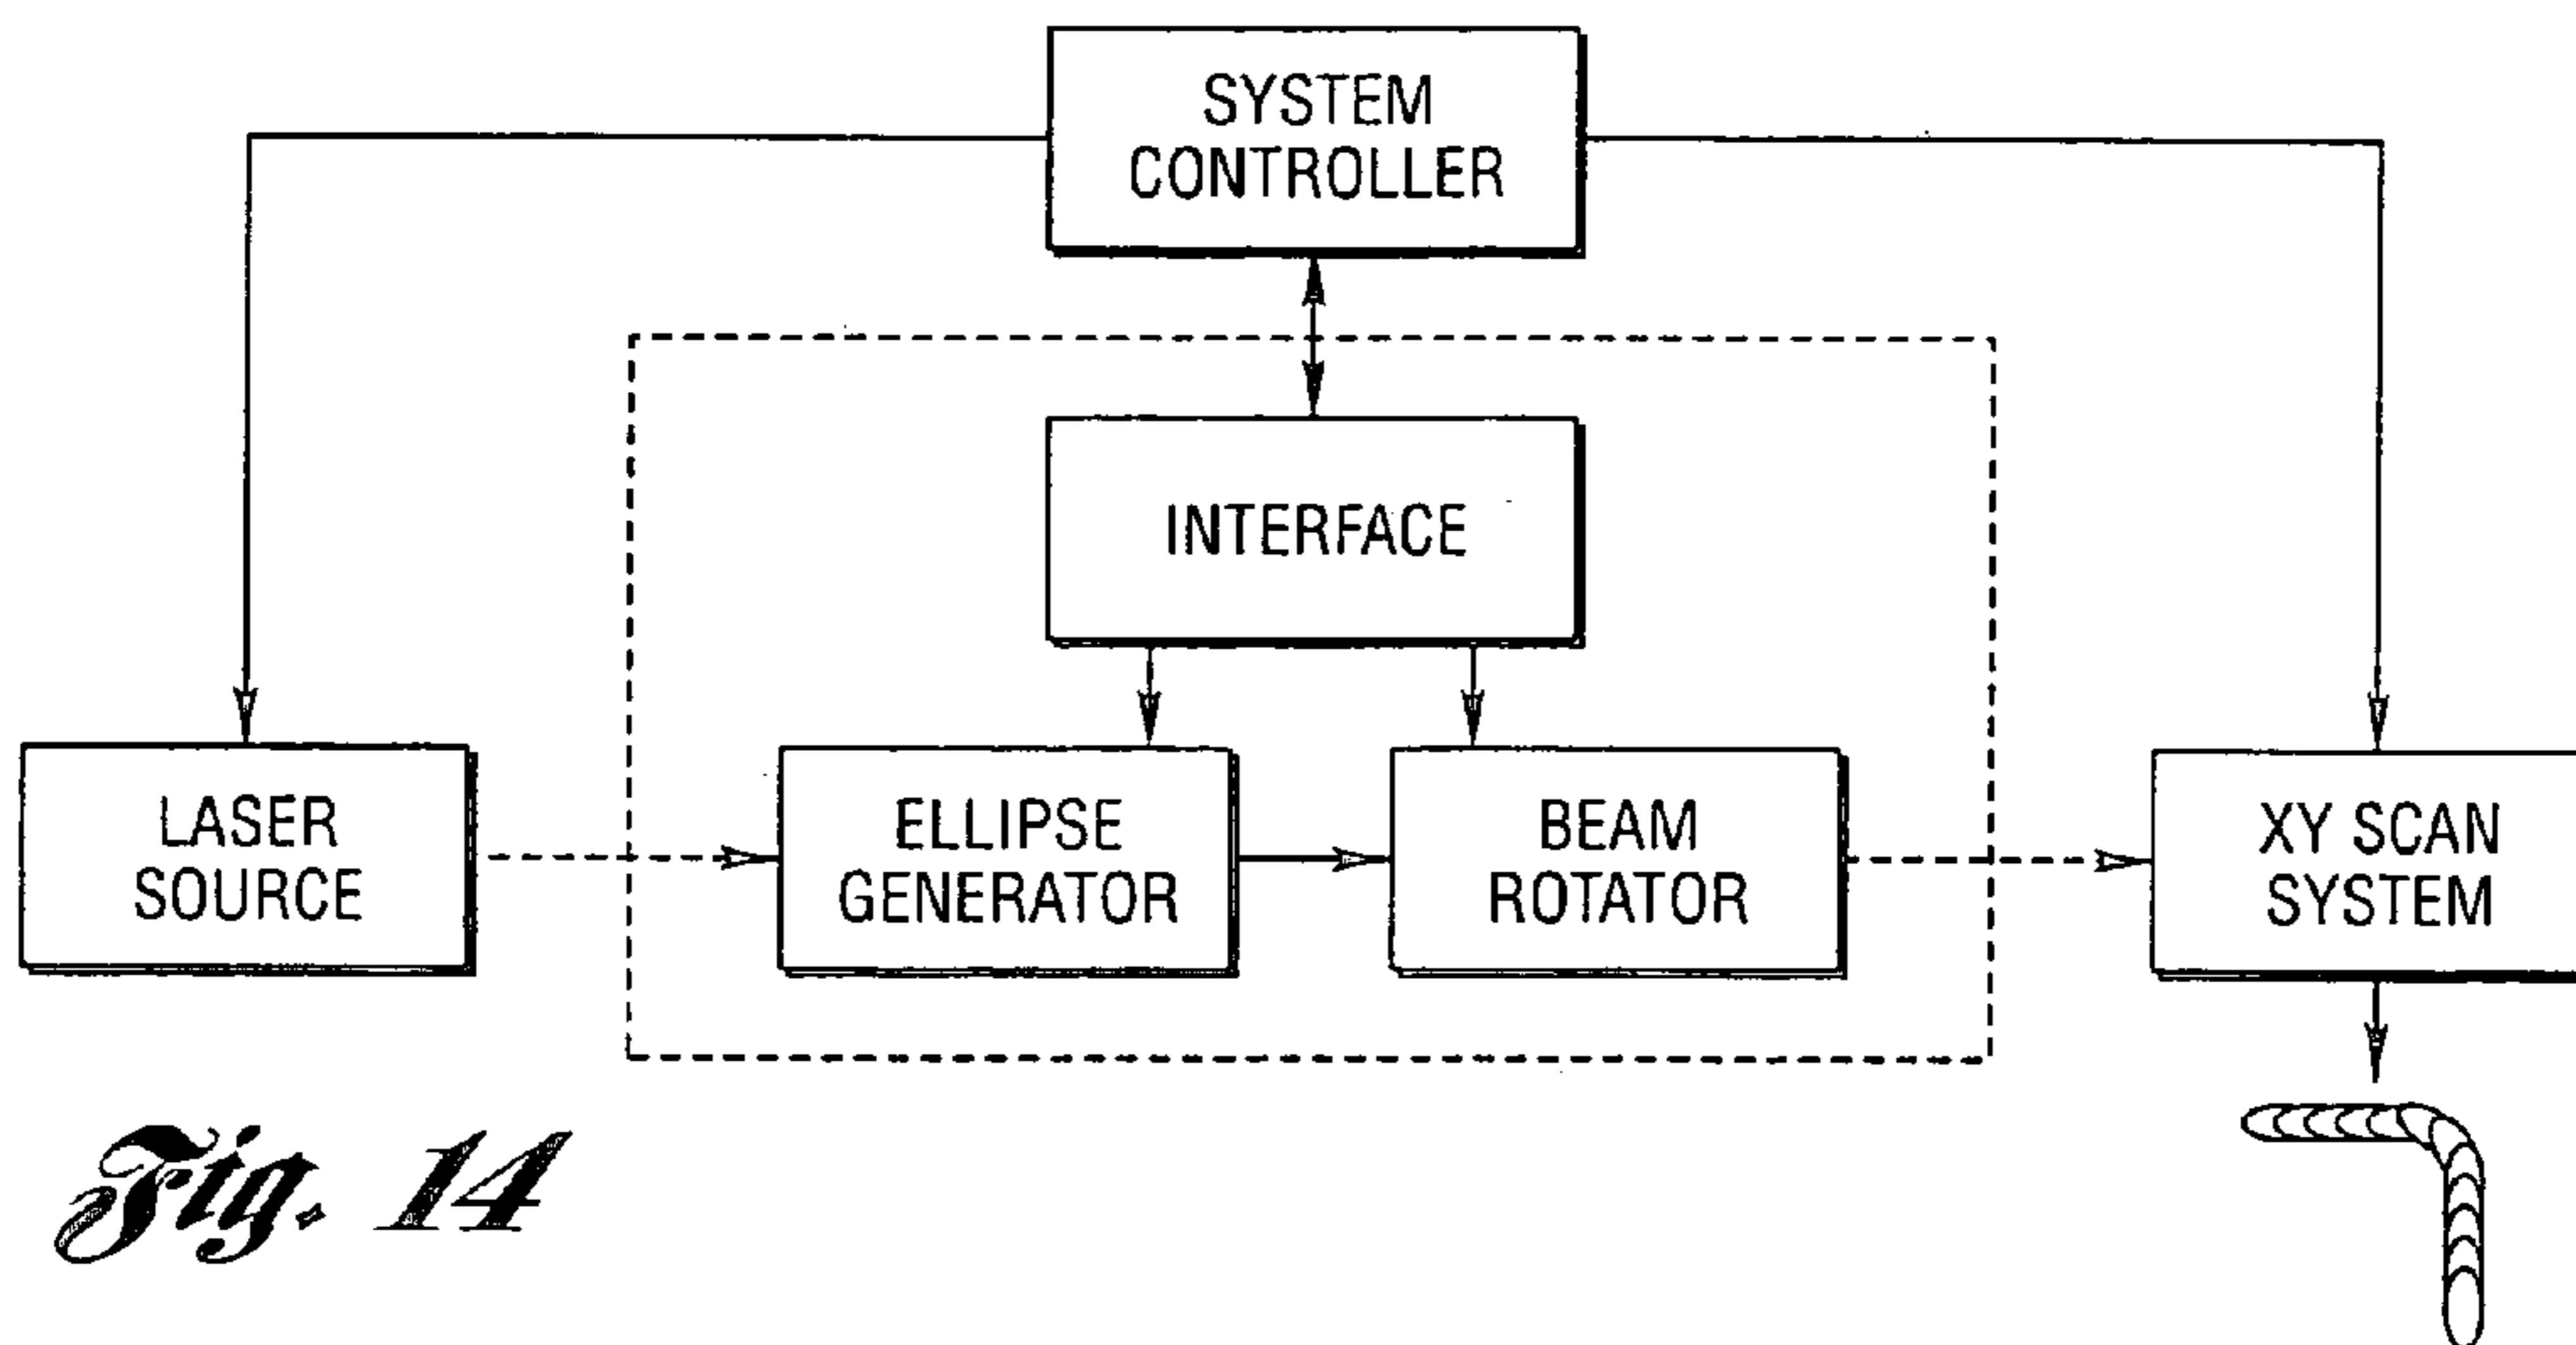 SYSTEM
CONTROLLER
INTERFACE
LASER
SOURCE
ELLIPSE
GENERATOR
BEAM
ROTATOR
XY SCAN
SYSTEM
Fig. 14